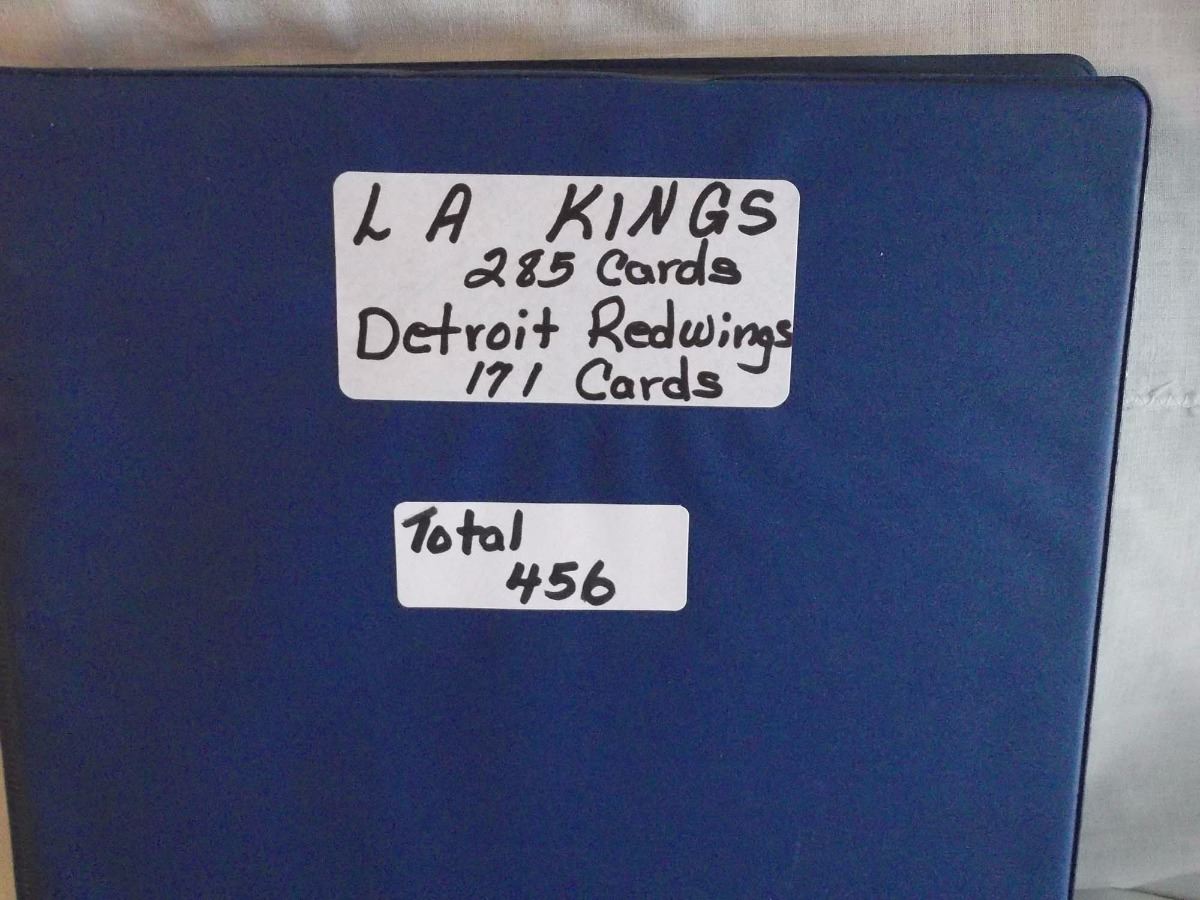 L A KINGS
285 Cards
Detroit Redwings
171 Cards
Total
456